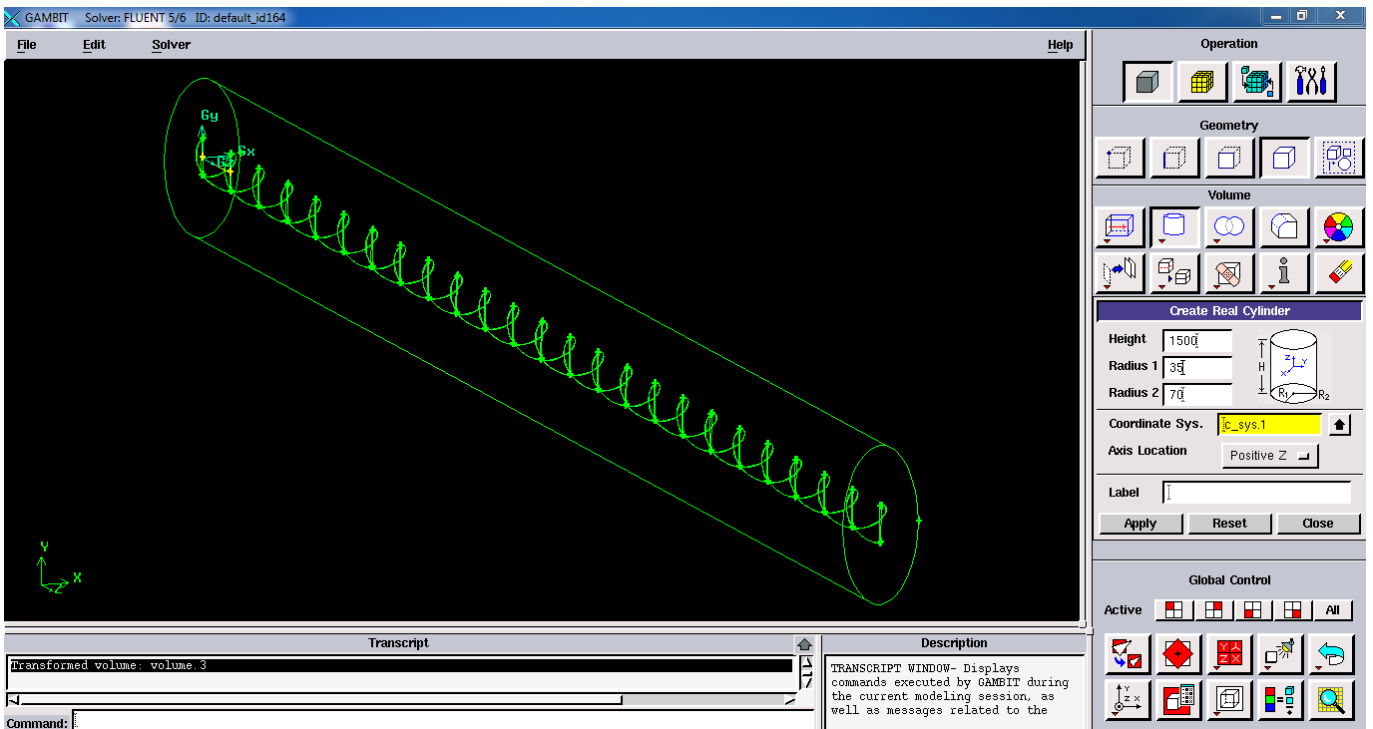 GAMBIT Solver: FLUENT 5/6 ID: default_id164
File Edit Solver Help
Gy
Gx
Y
X
Z
Operation
Geometry
Volume
Create Real Cylinder
Height 1500
Radius 1 35
Radius 2 70
H
Z
Y
X
R1
R2
Coordinate Sys. c_sys.1
Axis Location Positive Z
Label
Apply Reset Close
Global Control
Active All
Transcript
Transformed volume: volume.3
Command:
Description
TRANSCRIPT WINDOW- Displays
commands executed by GAMBIT during
the current modeling session, as
well as messages related to the